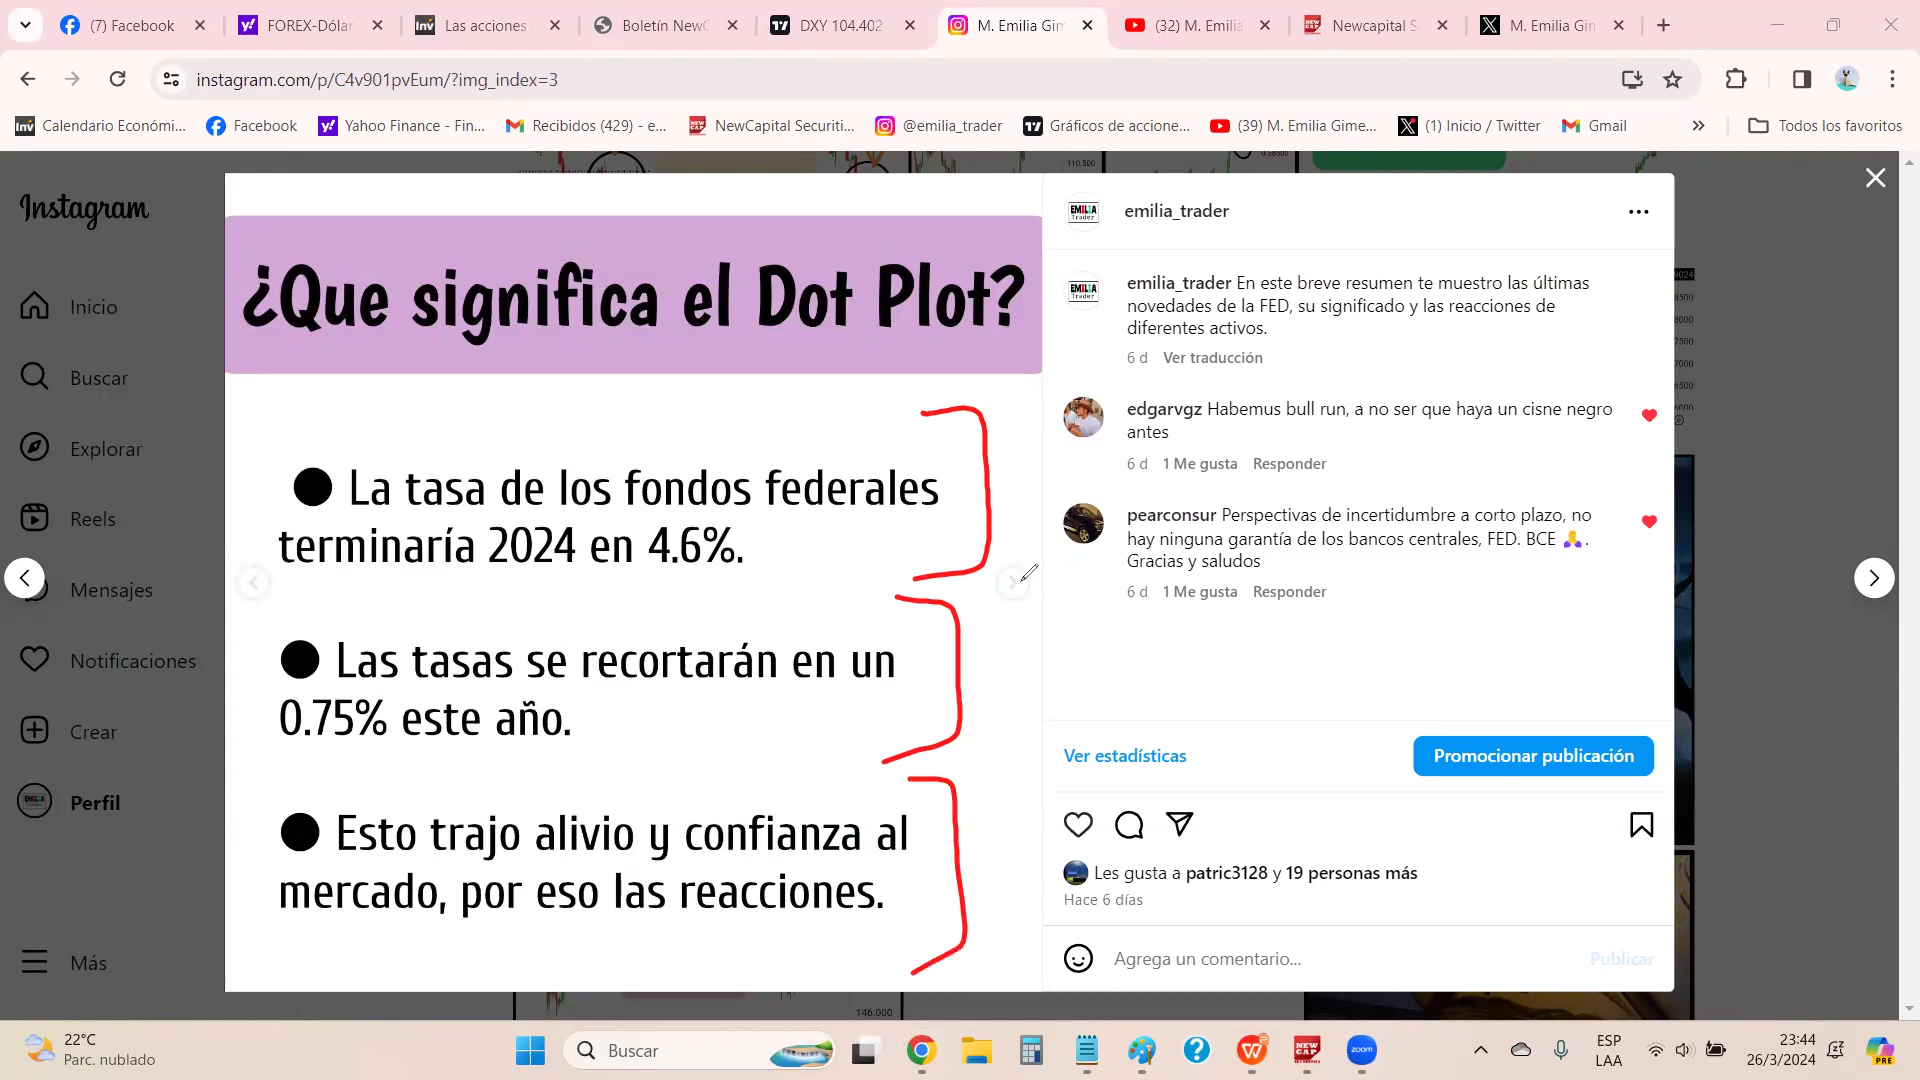 (7) Facebook
FOREX-Dólar
Las acciones
Boletín NewC
DXY 104.402
M. Emilia Gim
(32) M. Emilia
Newcapital S
M. Emilia Gin
instagram.com/p/C4v901pvEum/?img_index=3
Calendario Económi...
Facebook
Yahoo Finance - Fin...
Recibidos (429) - e...
NewCapital Securiti...
@emilia_trader
Gráficos de accione...
(39) M. Emilia Gime...
(1) Inicio / Twitter
Gmail
Todos los favoritos
Instagram
Inicio
Buscar
Explorar
Reels
Mensajes
Notificaciones
Crear
Perfil
Más
¿Que significa el Dot Plot?
● La tasa de los fondos federales
terminaría 2024 en 4.6%.
● Las tasas se recortarán en un
0.75% este año.
● Esto trajo alivio y confianza al
mercado, por eso las reacciones.
emilia_trader
emilia_trader En este breve resumen te muestro las últimas
novedades de la FED, su significado y las reacciones de
diferentes activos.
6 d Ver traducción
edgarvgz Habemus bull run, a no ser que haya un cisne negro
antes
6 d 1 Me gusta Responder
pearconsur Perspectivas de incertidumbre a corto plazo, no
hay ninguna garantía de los bancos centrales, FED. BCE 🙏.
Gracias y saludos
6 d 1 Me gusta Responder
Ver estadísticas
Promocionar publicación
Les gusta a patric3128 y 19 personas más
Hace 6 días
Agrega un comentario...
Publicar
146.000
22°C
Parc. nublado
Buscar
ESP
LAA
23:44
26/3/2024